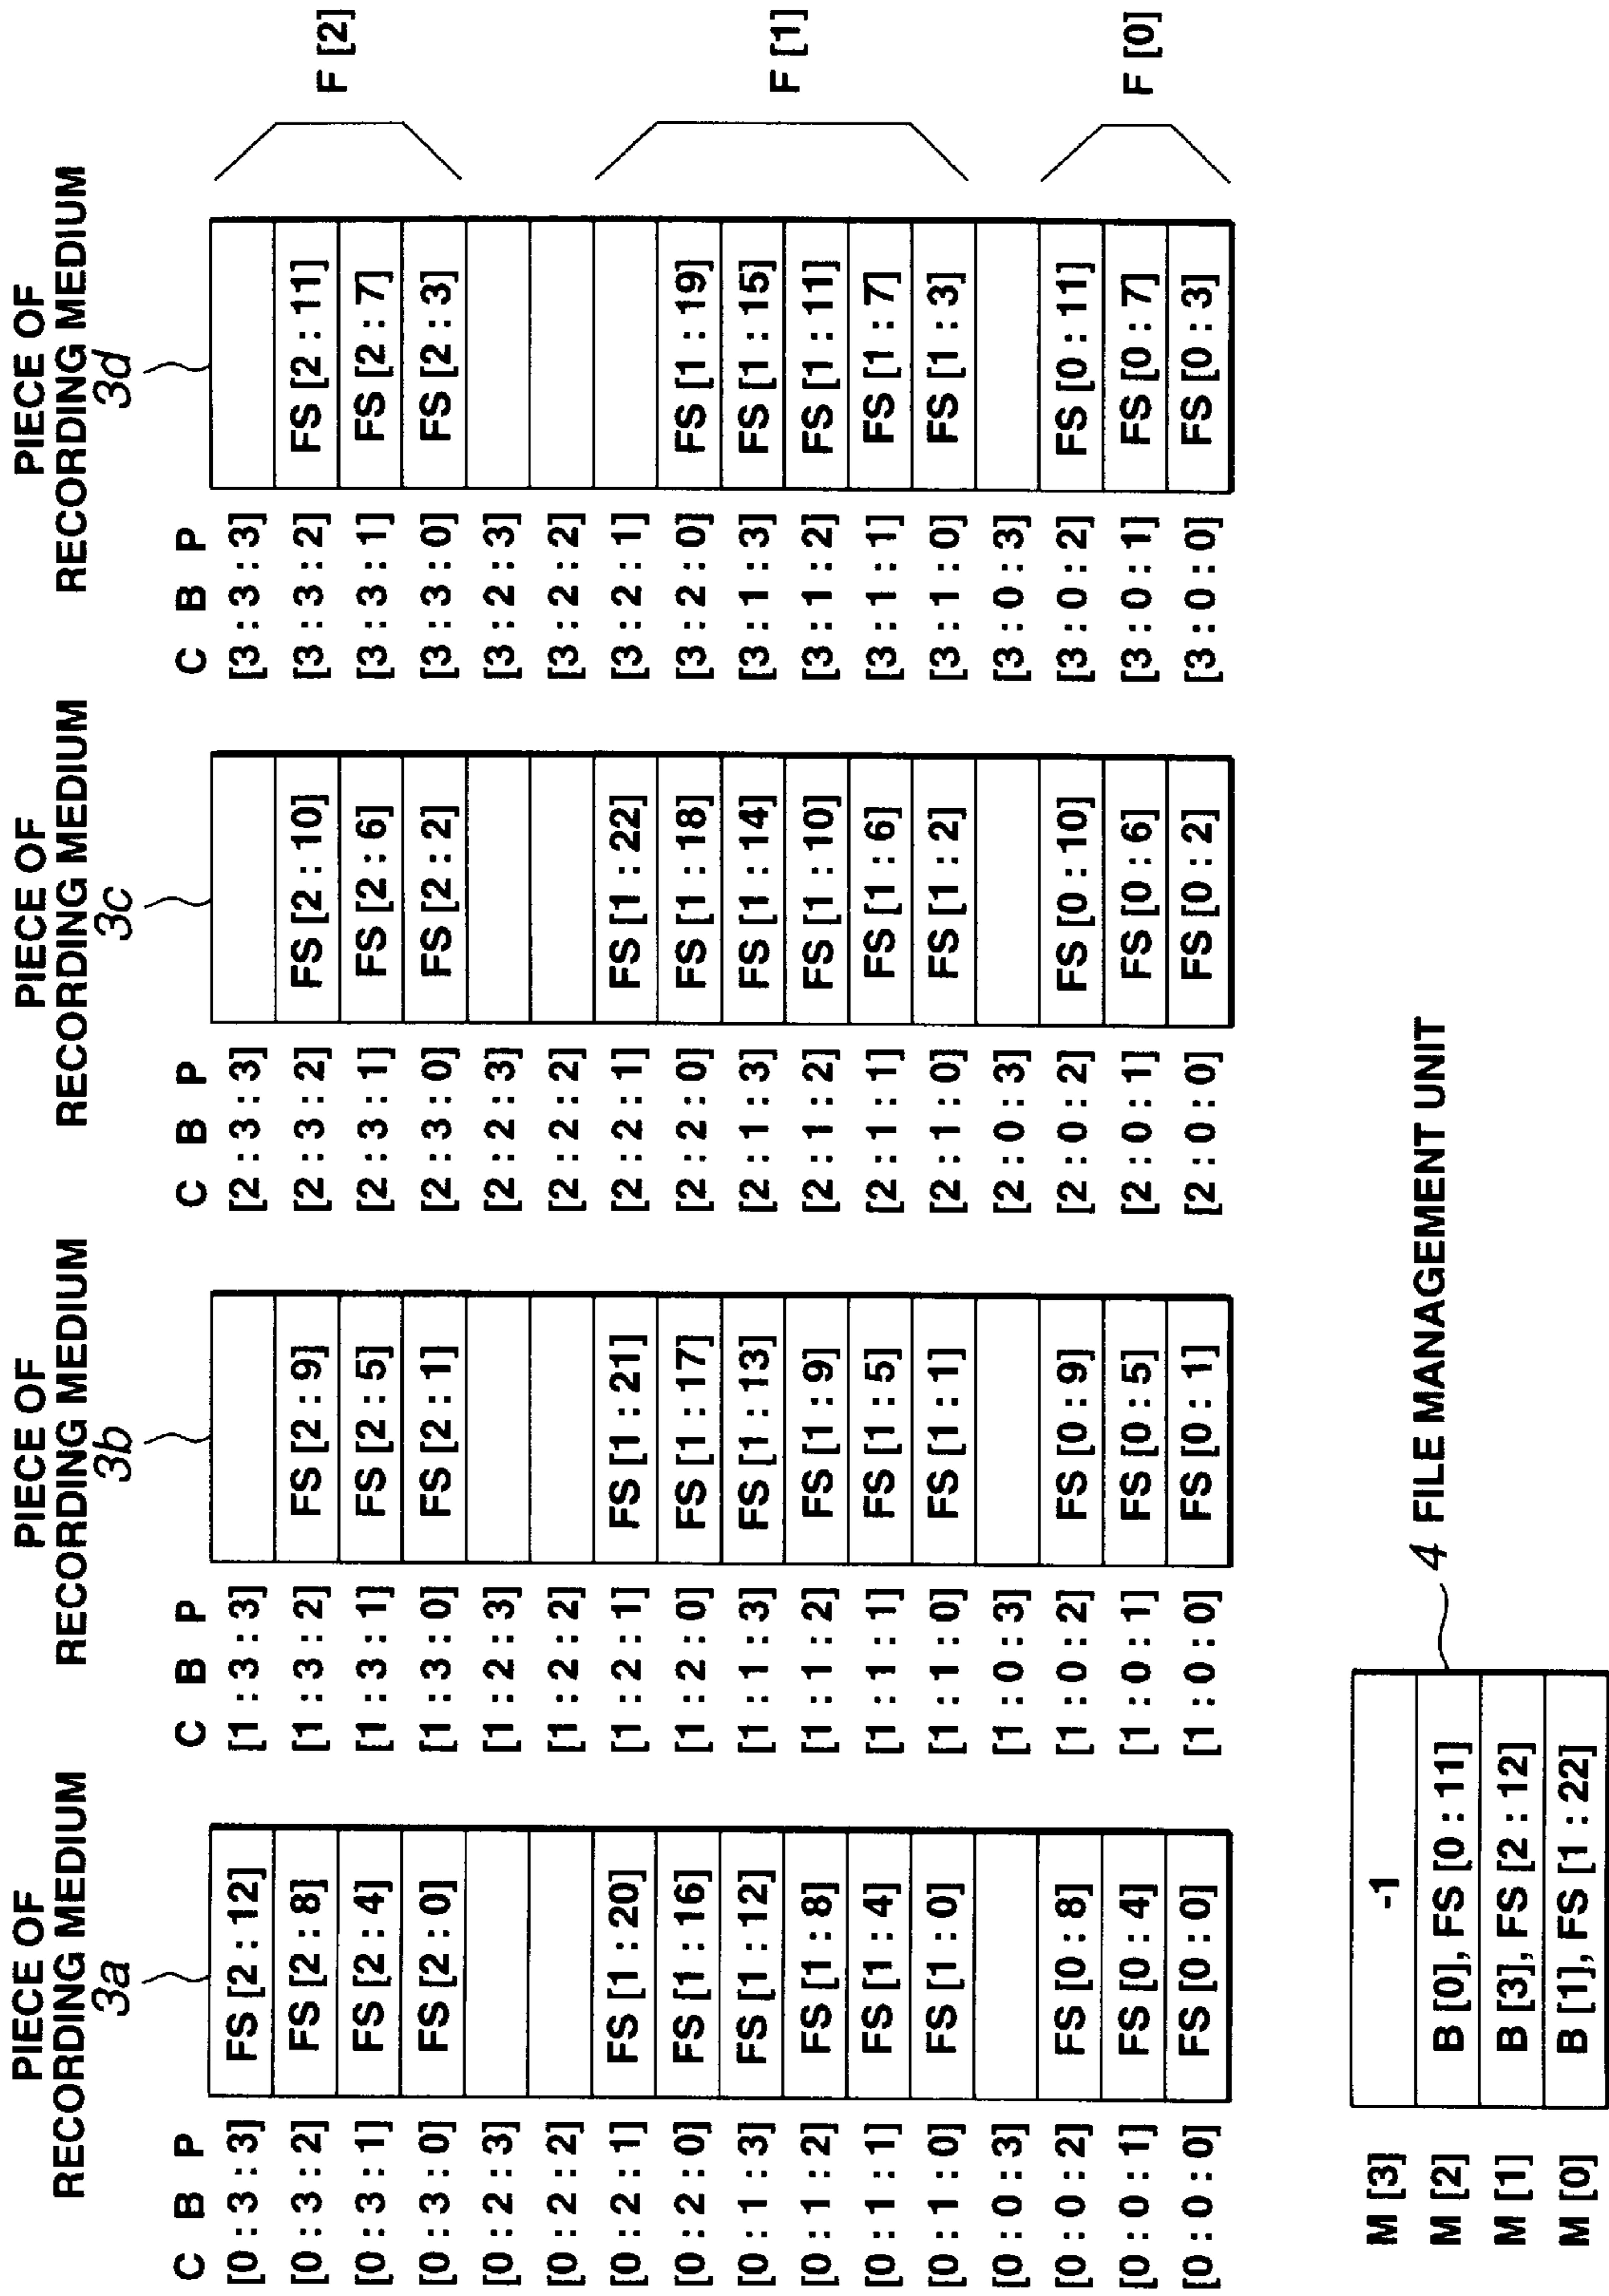 PIECE OF
RECORDING MEDIUM
3a
C B P
[0 : 3 : 3] FS [2 : 12]
[0 : 3 : 2] FS [2 : 8]
[0 : 3 : 1] FS [2 : 4]
[0 : 3 : 0] FS [2 : 0]
[0 : 2 : 3]
[0 : 2 : 2]
[0 : 2 : 1] FS [1 : 20]
[0 : 2 : 0] FS [1 : 16]
[0 : 1 : 3] FS [1 : 12]
[0 : 1 : 2] FS [1 : 8]
[0 : 1 : 1] FS [1 : 4]
[0 : 1 : 0] FS [1 : 0]
[0 : 0 : 3]
[0 : 0 : 2] FS [0 : 8]
[0 : 0 : 1] FS [0 : 4]
[0 : 0 : 0] FS [0 : 0]
PIECE OF
RECORDING MEDIUM
3b
C B P
[1 : 3 : 3]
[1 : 3 : 2] FS [2 : 9]
[1 : 3 : 1] FS [2 : 5]
[1 : 3 : 0] FS [2 : 1]
[1 : 2 : 3]
[1 : 2 : 2]
[1 : 2 : 1] FS [1 : 21]
[1 : 2 : 0] FS [1 : 17]
[1 : 1 : 3] FS [1 : 13]
[1 : 1 : 2] FS [1 : 9]
[1 : 1 : 1] FS [1 : 5]
[1 : 1 : 0] FS [1 : 1]
[1 : 0 : 3]
[1 : 0 : 2] FS [0 : 9]
[1 : 0 : 1] FS [0 : 5]
[1 : 0 : 0] FS [0 : 1]
PIECE OF
RECORDING MEDIUM
3c
C B P
[2 : 3 : 3]
[2 : 3 : 2] FS [2 : 10]
[2 : 3 : 1] FS [2 : 6]
[2 : 3 : 0] FS [2 : 2]
[2 : 2 : 3]
[2 : 2 : 2]
[2 : 2 : 1] FS [1 : 22]
[2 : 2 : 0] FS [1 : 18]
[2 : 1 : 3] FS [1 : 14]
[2 : 1 : 2] FS [1 : 10]
[2 : 1 : 1] FS [1 : 6]
[2 : 1 : 0] FS [1 : 2]
[2 : 0 : 3]
[2 : 0 : 2] FS [0 : 10]
[2 : 0 : 1] FS [0 : 6]
[2 : 0 : 0] FS [0 : 2]
PIECE OF
RECORDING MEDIUM
3d
C B P
[3 : 3 : 3]
[3 : 3 : 2] FS [2 : 11]
[3 : 3 : 1] FS [2 : 7]
[3 : 3 : 0] FS [2 : 3]
[3 : 2 : 3]
[3 : 2 : 2]
[3 : 2 : 1]
[3 : 2 : 0] FS [1 : 19]
[3 : 1 : 3] FS [1 : 15]
[3 : 1 : 2] FS [1 : 11]
[3 : 1 : 1] FS [1 : 7]
[3 : 1 : 0] FS [1 : 3]
[3 : 0 : 3]
[3 : 0 : 2] FS [0 : 11]
[3 : 0 : 1] FS [0 : 7]
[3 : 0 : 0] FS [0 : 3]
F [2]
F [1]
F [0]
M [3] -1
M [2] B [0], FS [0 : 11]
M [1] B [3], FS [2 : 12]
M [0] B [1], FS [1 : 22]
4 FILE MANAGEMENT UNIT